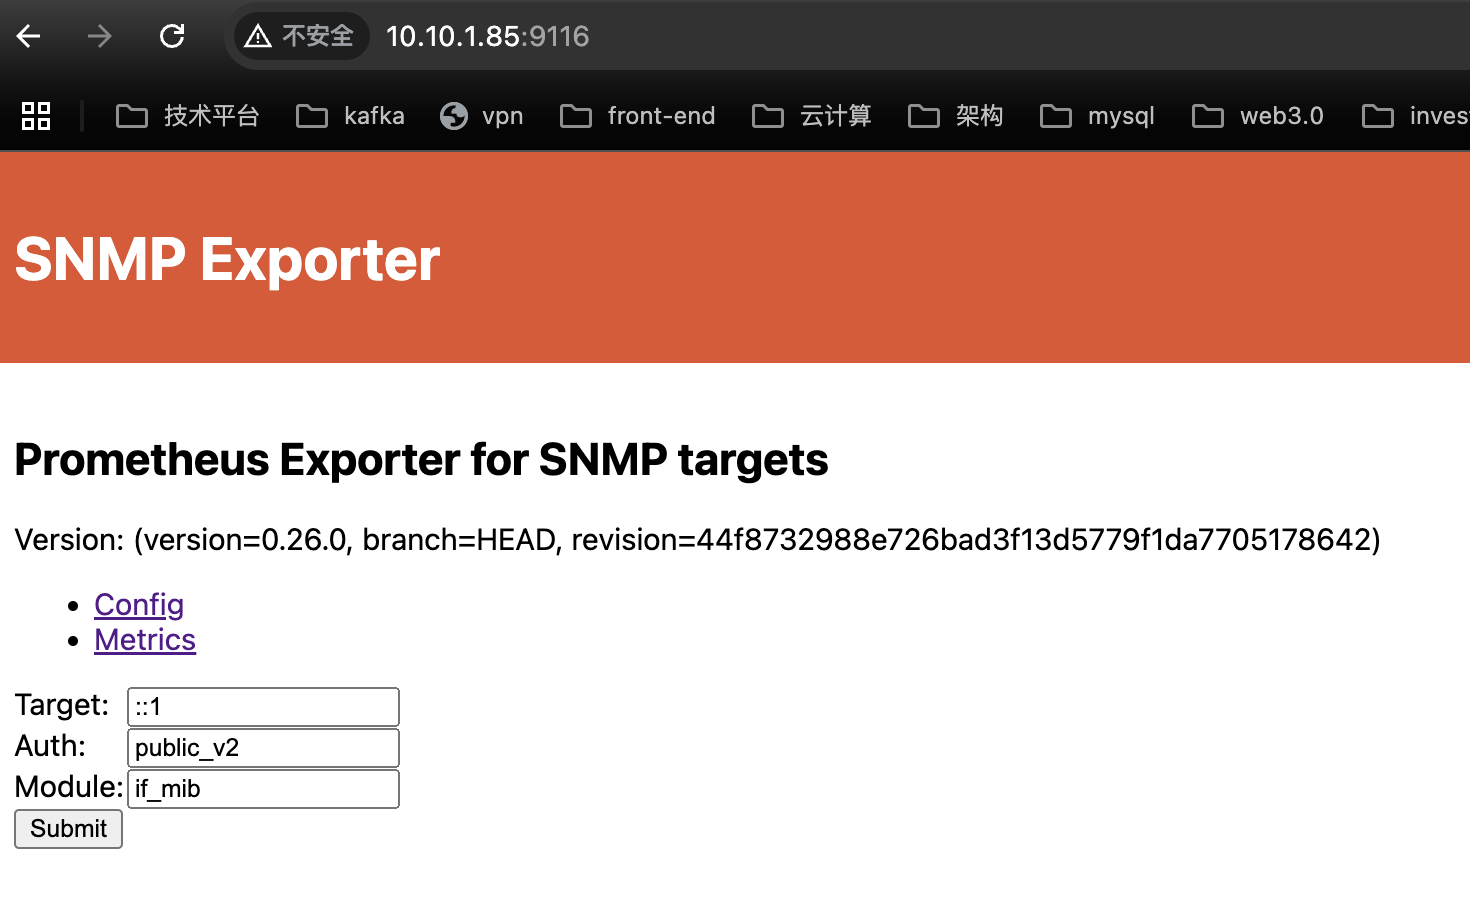 不安全 10.10.1.85:9116
技术平台 kafka vpn front-end 云计算 架构 mysql web3.0 inves
SNMP Exporter
Prometheus Exporter for SNMP targets
Version: (version=0.26.0, branch=HEAD, revision=44f8732988e726bad3f13d5779f1da7705178642)
Config
Metrics
Target: ::1
Auth: public_v2
Module: if_mib
Submit